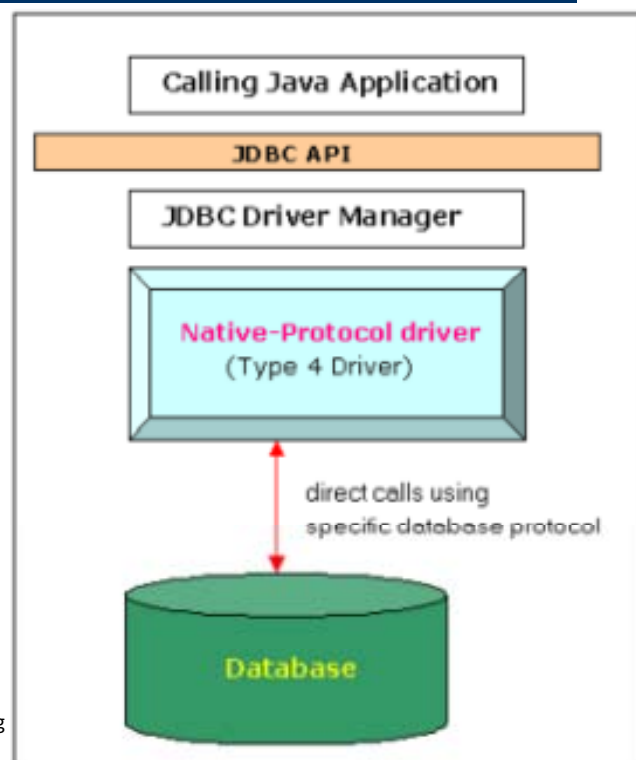 Calling Java Application
JDBC API
JDBC Driver Manager
Native-Protocol driver
(Type 4 Driver)
direct calls using
specific database protocol
Database
g